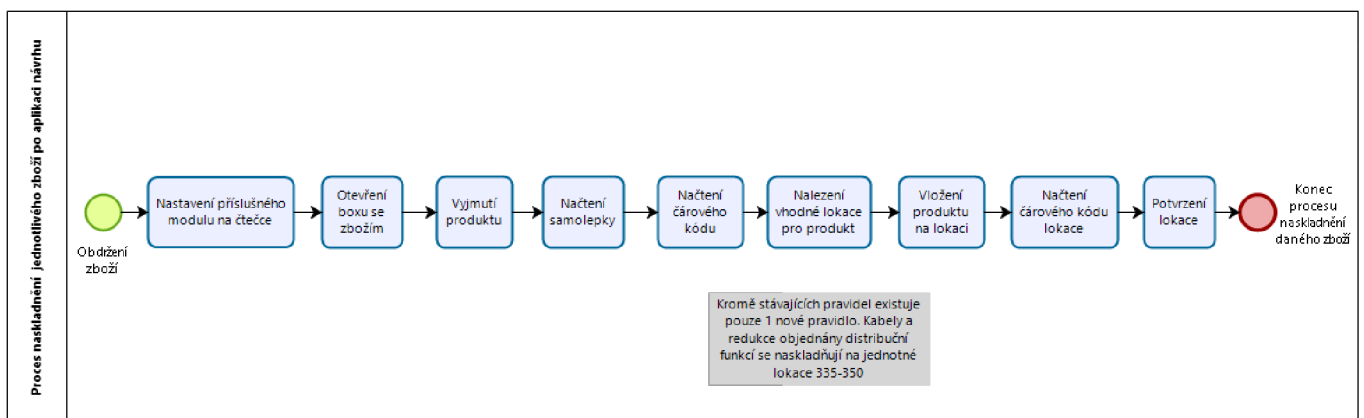 Proces naskladnění jednotlivého zboží po aplikaci návrhu
Obdržení
zboží
Nastavení příslušného
modulu na čtečce
Otevření
boxu se
zbožím
Vyjmutí
produktu
Načtení
samolepky
Načtení
čárového
kódu
Nalezení
vhodné lokace
pro produkt
Vložení
produktu
na lokaci
Načtení
čárového kódu
lokace
Potvrzení
lokace
Konec
procesu
naskladnění
daného zboží
Kromě stávajících pravidel existuje
pouze 1 nové pravidlo. Kabely a
redukce objednány distribuční
funkcí se naskladňují na jednotné
lokace 335-350